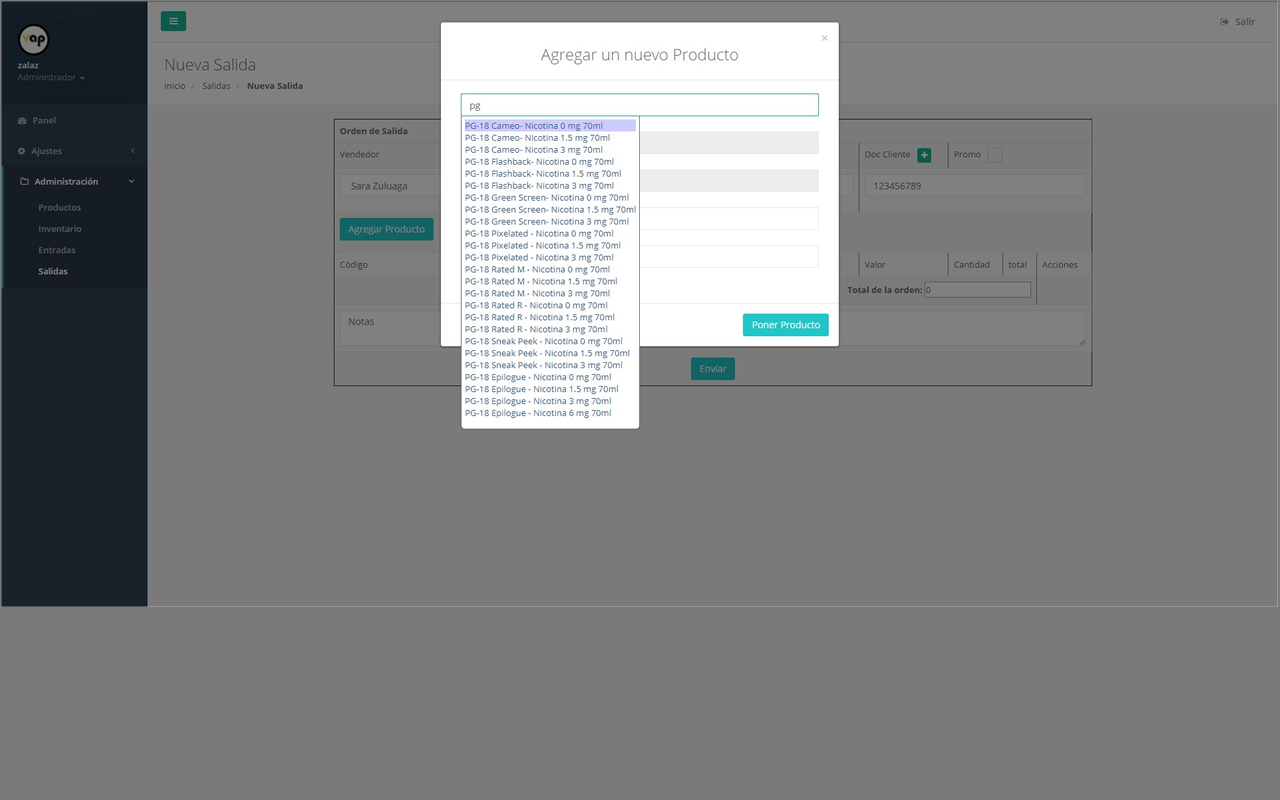 vap
zalaz
Administrador
Panel
Ajustes
Administración
Productos
Inventario
Entradas
Salidas
Salir
Nueva Salida
Inicio / Salidas / Nueva Salida
Orden de Salida
Vendedor
Doc Cliente
Promo
Sara Zuluaga
123456789
Agregar Producto
Código
Valor
Cantidad
total
Acciones
Total de la orden: 0
Notas
Enviar
×
Agregar un nuevo Producto
pg
PG-18 Cameo- Nicotina 0 mg 70ml
PG-18 Cameo- Nicotina 1.5 mg 70ml
PG-18 Cameo- Nicotina 3 mg 70ml
PG-18 Flashback- Nicotina 0 mg 70ml
PG-18 Flashback- Nicotina 1.5 mg 70ml
PG-18 Flashback- Nicotina 3 mg 70ml
PG-18 Green Screen- Nicotina 0 mg 70ml
PG-18 Green Screen- Nicotina 1.5 mg 70ml
PG-18 Green Screen- Nicotina 3 mg 70ml
PG-18 Pixelated - Nicotina 0 mg 70ml
PG-18 Pixelated - Nicotina 1.5 mg 70ml
PG-18 Pixelated - Nicotina 3 mg 70ml
PG-18 Rated M - Nicotina 0 mg 70ml
PG-18 Rated M - Nicotina 1.5 mg 70ml
PG-18 Rated M - Nicotina 3 mg 70ml
PG-18 Rated R - Nicotina 0 mg 70ml
PG-18 Rated R - Nicotina 1.5 mg 70ml
PG-18 Rated R - Nicotina 3 mg 70ml
PG-18 Sneak Peek - Nicotina 0 mg 70ml
PG-18 Sneak Peek - Nicotina 1.5 mg 70ml
PG-18 Sneak Peek - Nicotina 3 mg 70ml
PG-18 Epilogue - Nicotina 0 mg 70ml
PG-18 Epilogue - Nicotina 1.5 mg 70ml
PG-18 Epilogue - Nicotina 3 mg 70ml
PG-18 Epilogue - Nicotina 6 mg 70ml
Poner Producto